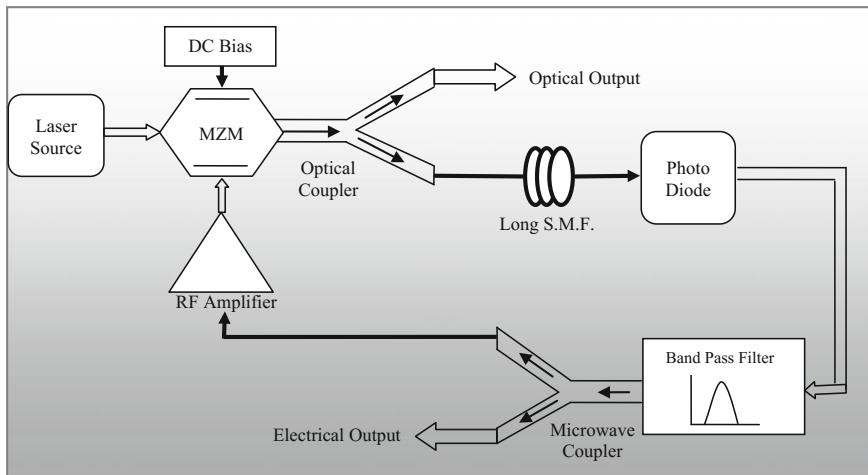 DC Bias
Laser
Source
MZM
Optical
Coupler
Optical Output
Photo
Diode
Long S.M.F.
RF Amplifier
Band Pass Filter
Microwave
Coupler
Electrical Output